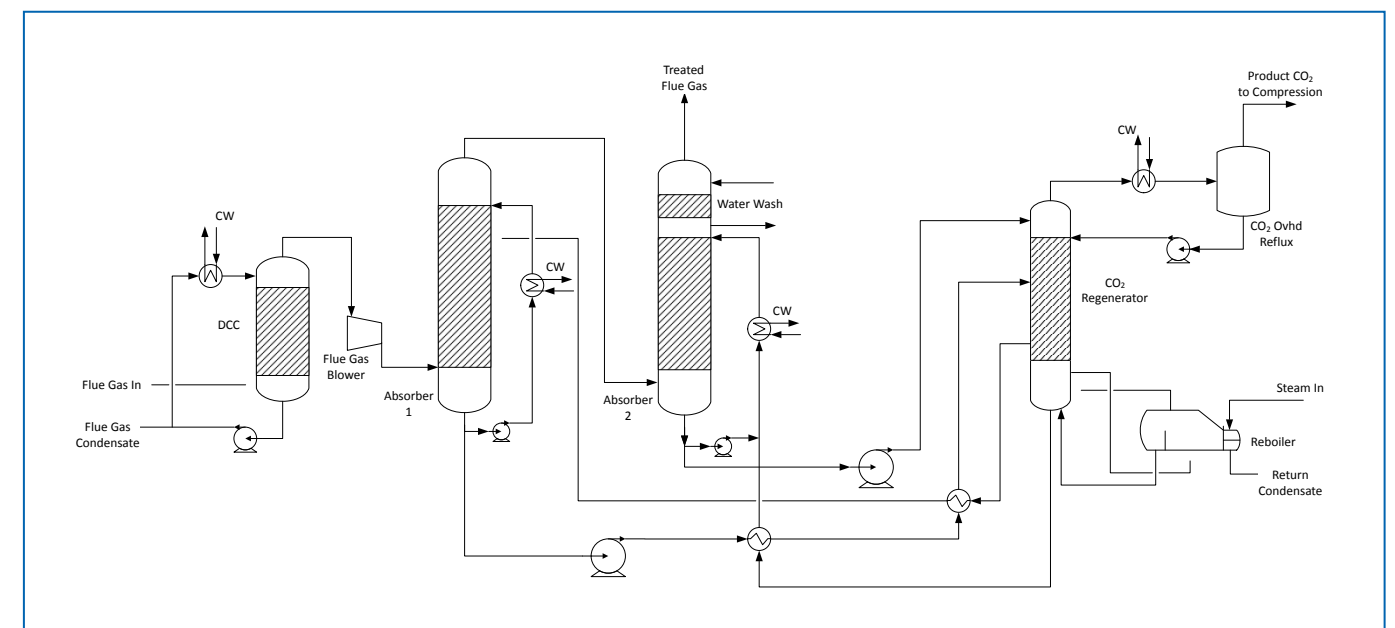 Treated
Flue Gas
Product CO₂
to Compression
CW
CW
Water Wash
CO₂ Ovhd
Reflux
CW
CO₂
Regenerator
DCC
CW
Flue Gas
Blower
Flue Gas In
Absorber
1
Absorber
2
Steam In
Flue Gas
Condensate
Reboiler
Return
Condensate